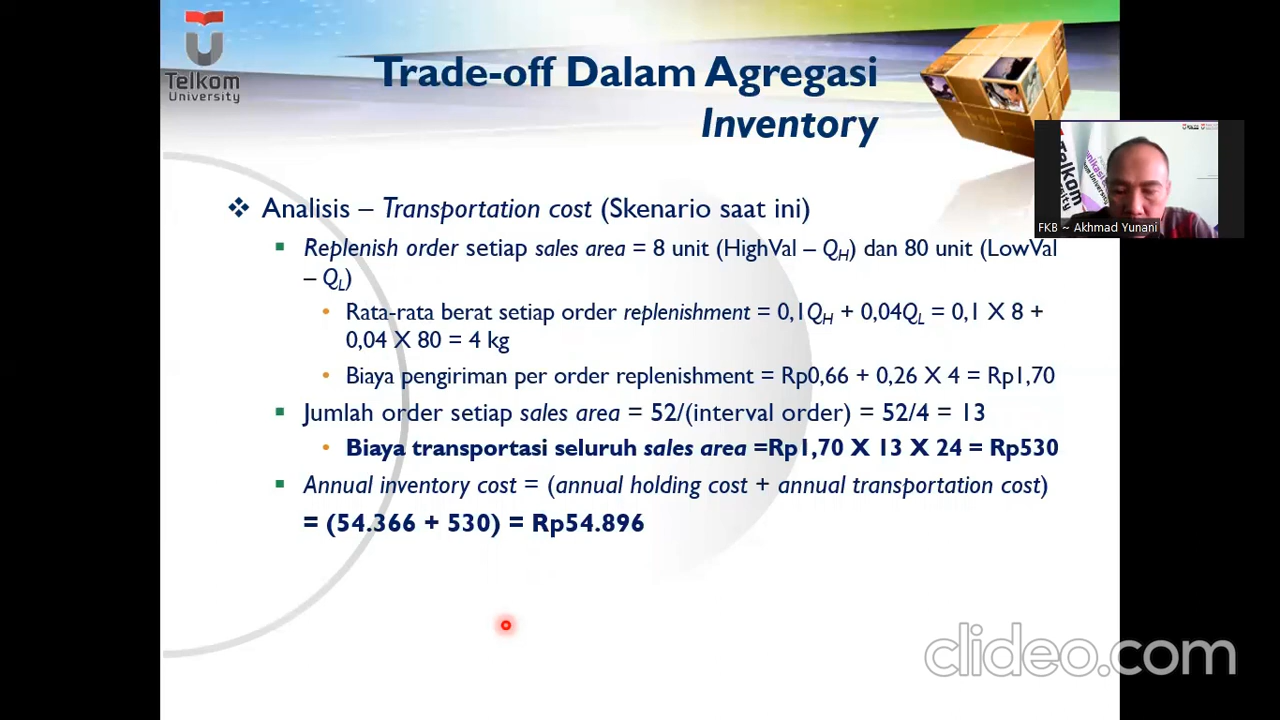 Telkom
University
Trade-off Dalam Agregasi
Inventory
❖ Analisis – Transportation cost (Skenario saat ini)
▪ Replenish order setiap sales area = 8 unit (HighVal – QH) dan 80 unit (LowVal
– QL)
• Rata-rata berat setiap order replenishment = 0,1QH + 0,04QL = 0,1 X 8 +
0,04 X 80 = 4 kg
• Biaya pengiriman per order replenishment = Rp0,66 + 0,26 X 4 = Rp1,70
▪ Jumlah order setiap sales area = 52/(interval order) = 52/4 = 13
• Biaya transportasi seluruh sales area =Rp1,70 X 13 X 24 = Rp530
▪ Annual inventory cost = (annual holding cost + annual transportation cost)
= (54.366 + 530) = Rp54.896
FKB ~ Akhmad Yunani
clideo.com